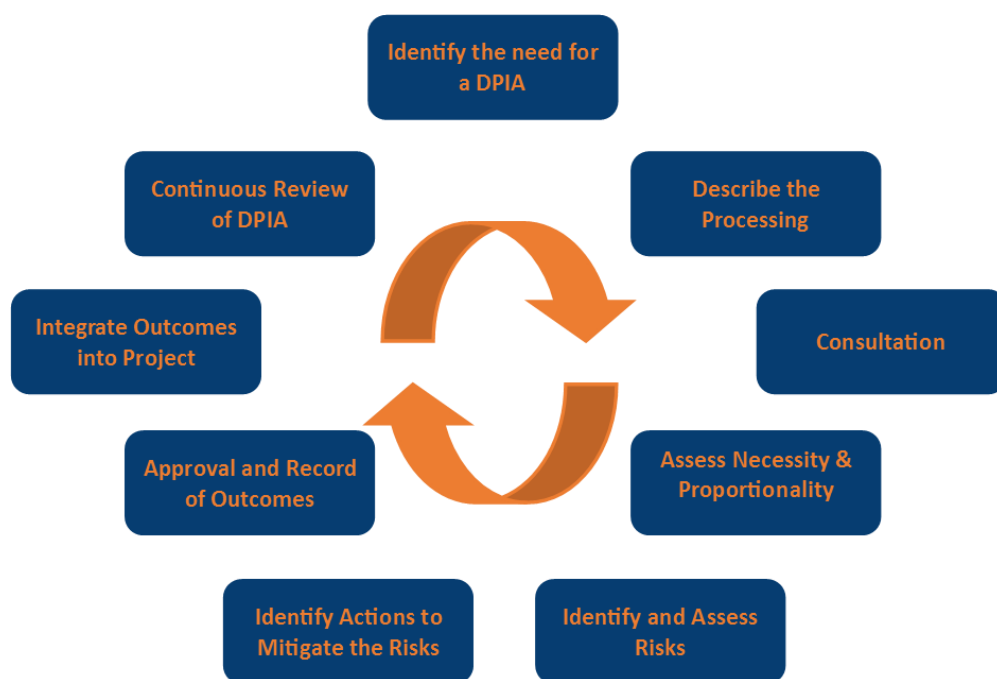 Identify the need for
a DPIA
Describe the
Processing
Consultation
Assess Necessity &
Proportionality
Identify and Assess
Risks
Identify Actions to
Mitigate the Risks
Approval and Record
of Outcomes
Integrate Outcomes
into Project
Continuous Review
of DPIA